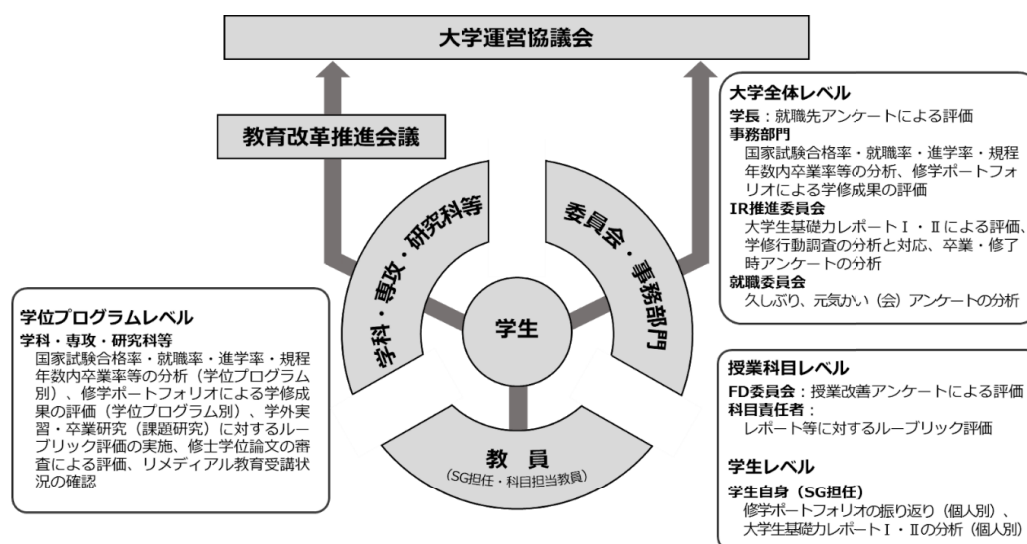 大学運営協議会
教育改革推進会議
学科・専攻・研究科等
委員会・事務部門
学生
教 員
(SG担任・科目担当教員)
大学全体レベル
学長：就職先アンケートによる評価
事務部門
国家試験合格率・就職率・進学率・規程
年数内卒業率等の分析、修学ポートフォ
リオによる学修成果の評価
IR推進委員会
大学生基礎力レポートⅠ・Ⅱによる評価、
学修行動調査の分析と対応、卒業・修了
時アンケートの分析
就職委員会
久しぶり、元気かい（会）アンケートの分析
学位プログラムレベル
学科・専攻・研究科等
国家試験合格率・就職率・進学率・規程
年数内卒業率等の分析（学位プログラム
別）、修学ポートフォリオによる学修成
果の評価（学位プログラム別）、学外実
習・卒業研究（課題研究）に対するルー
ブリック評価の実施、修士学位論文の審
査による評価、リメディアル教育受講状
況の確認
授業科目レベル
FD委員会：授業改善アンケートによる評価
科目責任者：
レポート等に対するルーブリック評価
学生レベル
学生自身（SG担任）
修学ポートフォリオの振り返り（個人別）、
大学生基礎力レポートⅠ・Ⅱの分析（個人別）